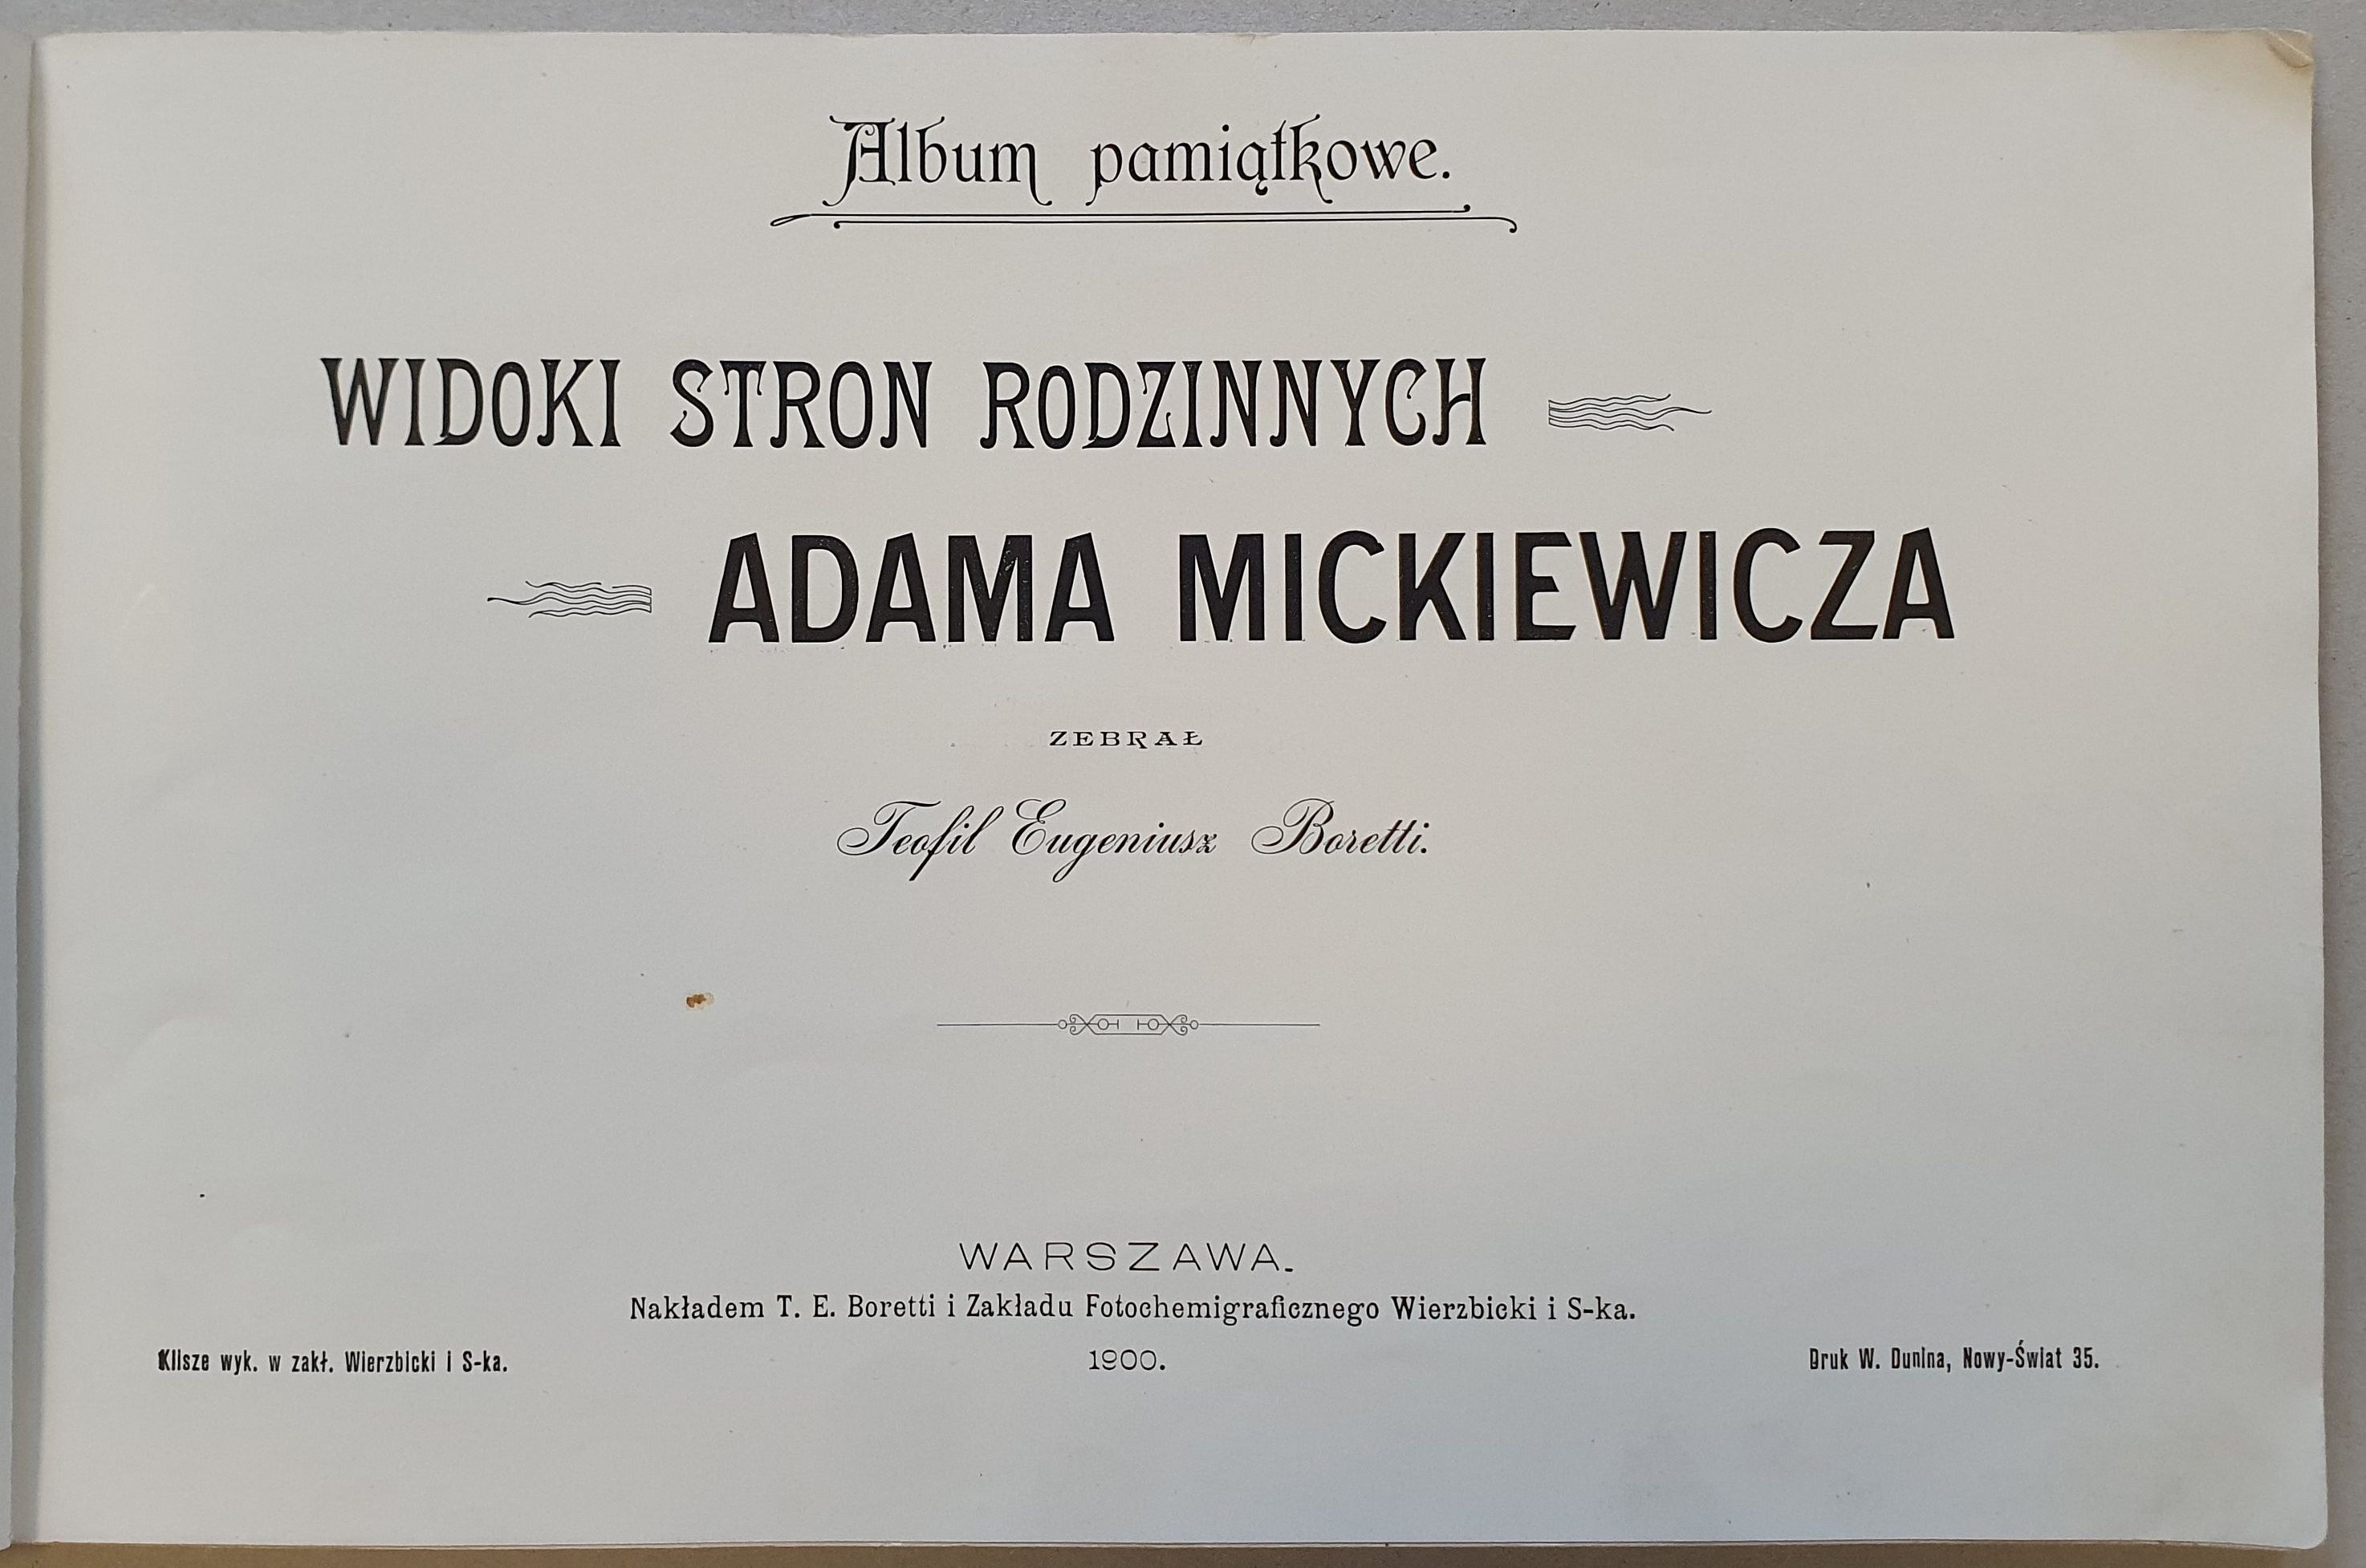 Album pamiątkowe.
WIDOKI STRON RODZINNYCH
ADAMA MICKIEWICZA
ZEBRAŁ
Teofil Eugeniusz Boretti.
WARSZAWA.
Nakładem T. E. Boretti i Zakładu Fotochemigraficznego Wierzbicki i S-ka.
Klisze wyk. w zakł. Wierzbicki i S-ka.
1900.
Druk W. Dunina, Nowy-Świat 35.